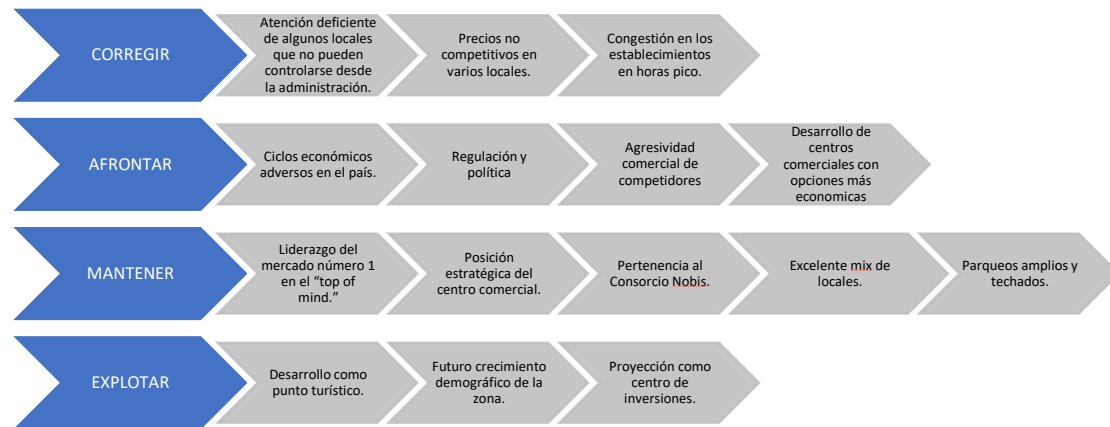 CORREGIR
Atención deficiente
de algunos locales
que no pueden
controlarse desde
la administración.
Precios no
competitivos en
varios locales.
Congestión en los
establecimientos
en horas pico.
AFRONTAR
Ciclos económicos
adversos en el país.
Regulación y
política
Agresividad
comercial de
competidores
Desarrollo de
centros
comerciales con
opciones más
economicas
MANTENER
Liderazgo del
mercado número 1
en el “top of
mind.”
Posición
estratégica del
centro comercial.
Pertenencia al
Consorcio Nobis.
Excelente mix de
locales.
Parqueos amplios y
techados.
EXPLOTAR
Desarrollo como
punto turístico.
Futuro crecimiento
demográfico de la
zona.
Proyección como
centro de
inversiones.